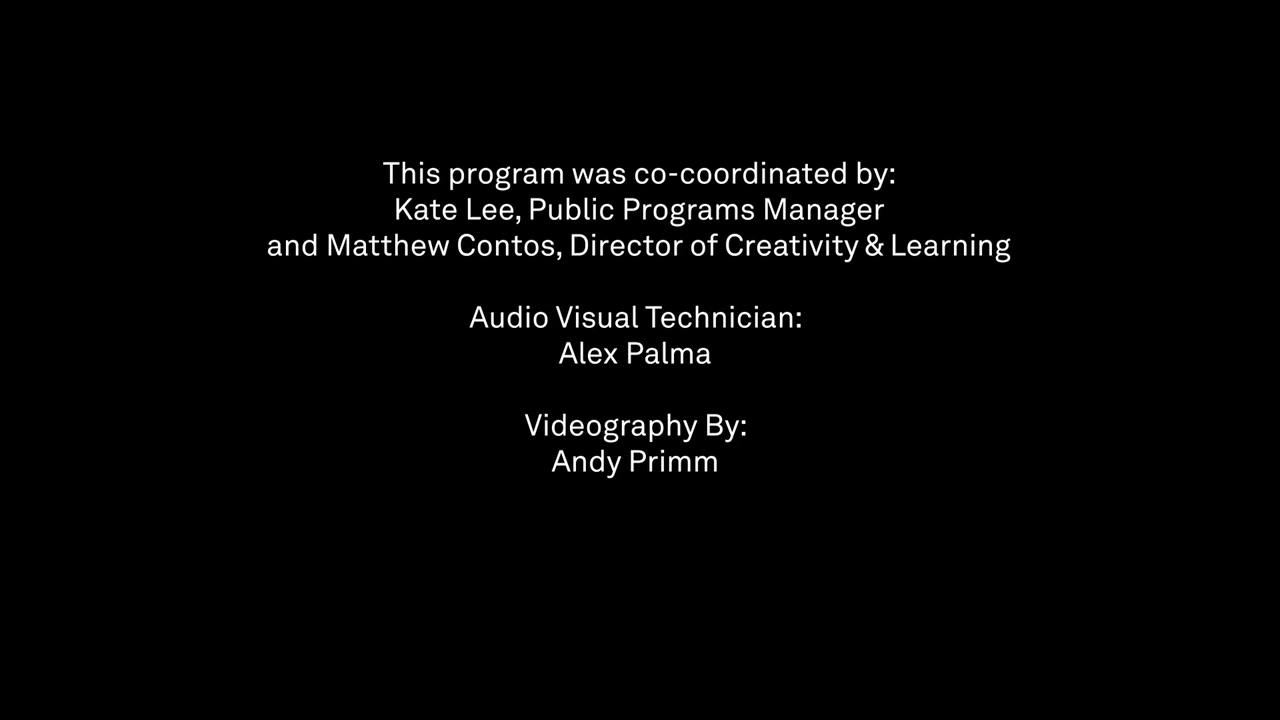 This program was co-coordinated by:
Kate Lee, Public Programs Manager
and Matthew Contos, Director of Creativity & Learning
Audio Visual Technician:
Alex Palma
Videography By:
Andy Primm